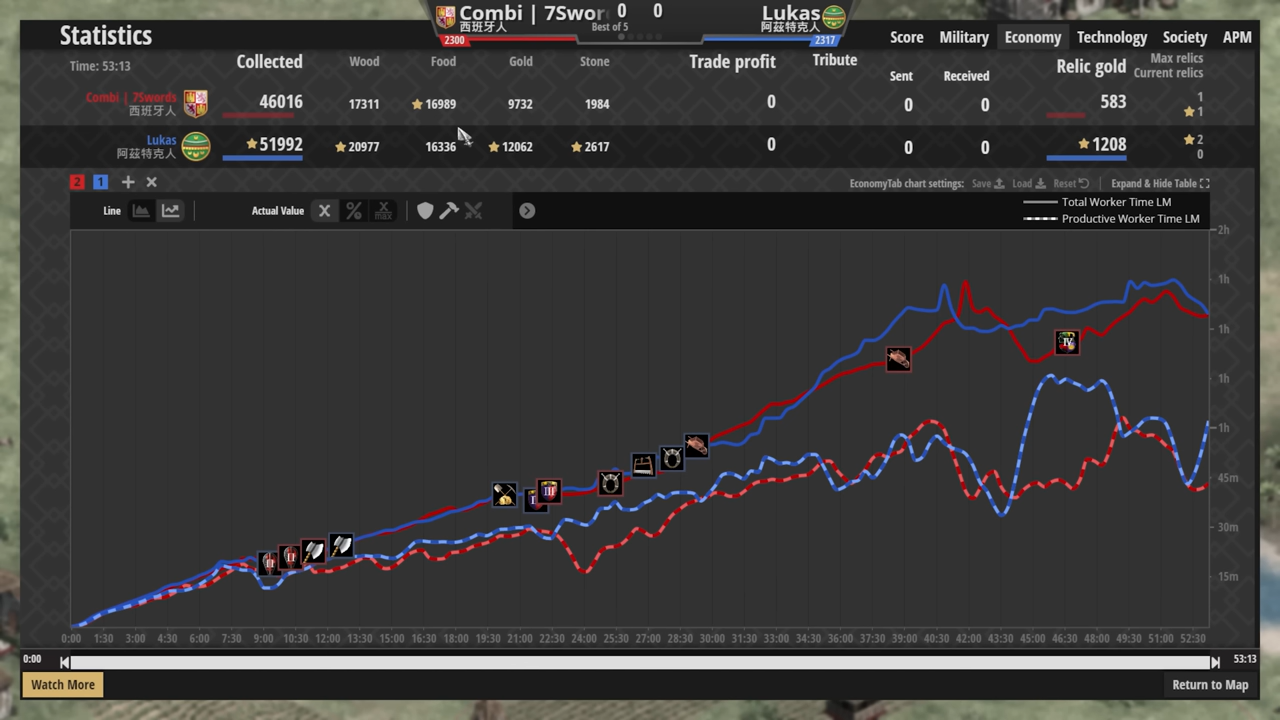 Combi | 7Swor 0 0 Lukas
西班牙人 Best of 5 阿兹特克人
2300 2317
Statistics Score Military Economy Technology Society APM
Time: 53:13 Collected Wood Food Gold Stone Trade profit Tribute Sent Received Relic gold Max relics
Current relics
Combi | 7Swords 46016 17311 16989 9732 1984 0 0 0 583 1
西班牙人 1
Lukas 51992 20977 16336 12062 2617 0 0 0 1208 2
阿兹特克人 0
2 1 EconomyTab chart settings: Save Load Reset Expand & Hide Table
Line Actual Value X % X/max Total Worker Time LM
Productive Worker Time LM
2h
1h
1h
1h
1h
45m
30m
15m
II II III IV
0:00 1:30 3:00 4:30 6:00 7:30 9:00 10:30 12:00 13:30 15:00 16:30 18:00 19:30 21:00 22:30 24:00 25:30 27:00 28:30 30:00 31:30 33:00 34:30 36:00 37:30 39:00 40:30 42:00 43:30 45:00 46:30 48:00 49:30 51:00 52:30
0:00 53:13
Watch More Return to Map